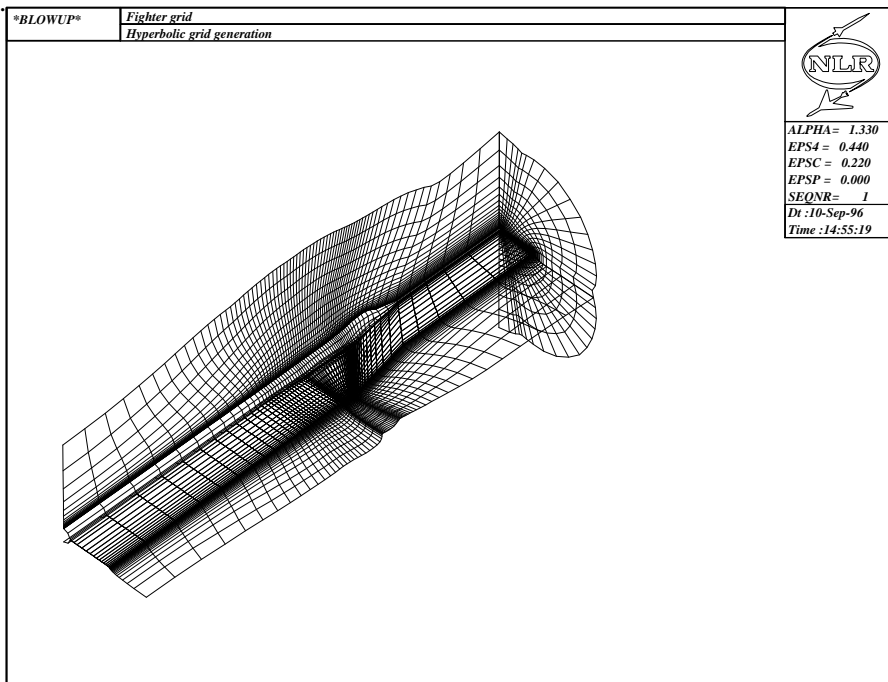 *BLOWUP*
Fighter grid
Hyperbolic grid generation
NLR
ALPHA= 1.330
EPS4 = 0.440
EPSC = 0.220
EPSP = 0.000
SEQNR= 1
Dt :10-Sep-96
Time :14:55:19